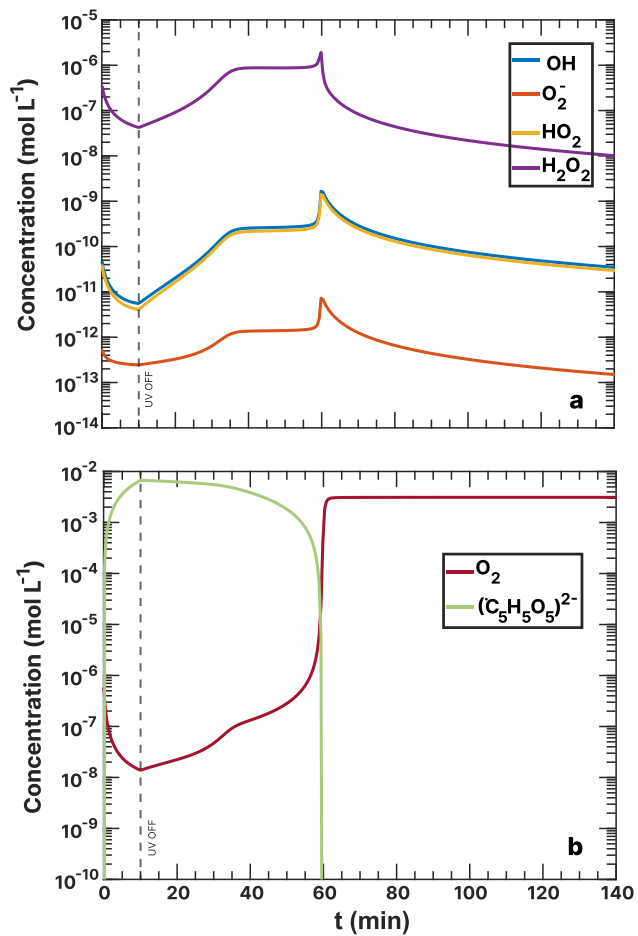 10⁻⁵
10⁻⁶
10⁻⁷
10⁻⁸
10⁻⁹
10⁻¹⁰
10⁻¹¹
10⁻¹²
10⁻¹³
10⁻¹⁴
Concentration (mol L⁻¹)
OH
O₂⁻
HO₂
H₂O₂
UV OFF
a
10⁻²
10⁻³
10⁻⁴
10⁻⁵
10⁻⁶
10⁻⁷
10⁻⁸
10⁻⁹
10⁻¹⁰
Concentration (mol L⁻¹)
O₂
(˙C₅H₅O₅)²⁻
UV OFF
b
0 20 40 60 80 100 120 140
t (min)